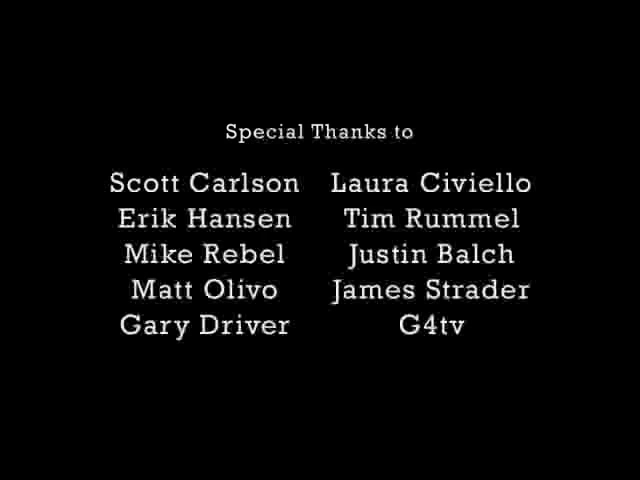 Special Thanks to
Scott Carlson Laura Civiello
Erik Hansen Tim Rummel
Mike Rebel Justin Balch
Matt Olivo James Strader
Gary Driver G4tv